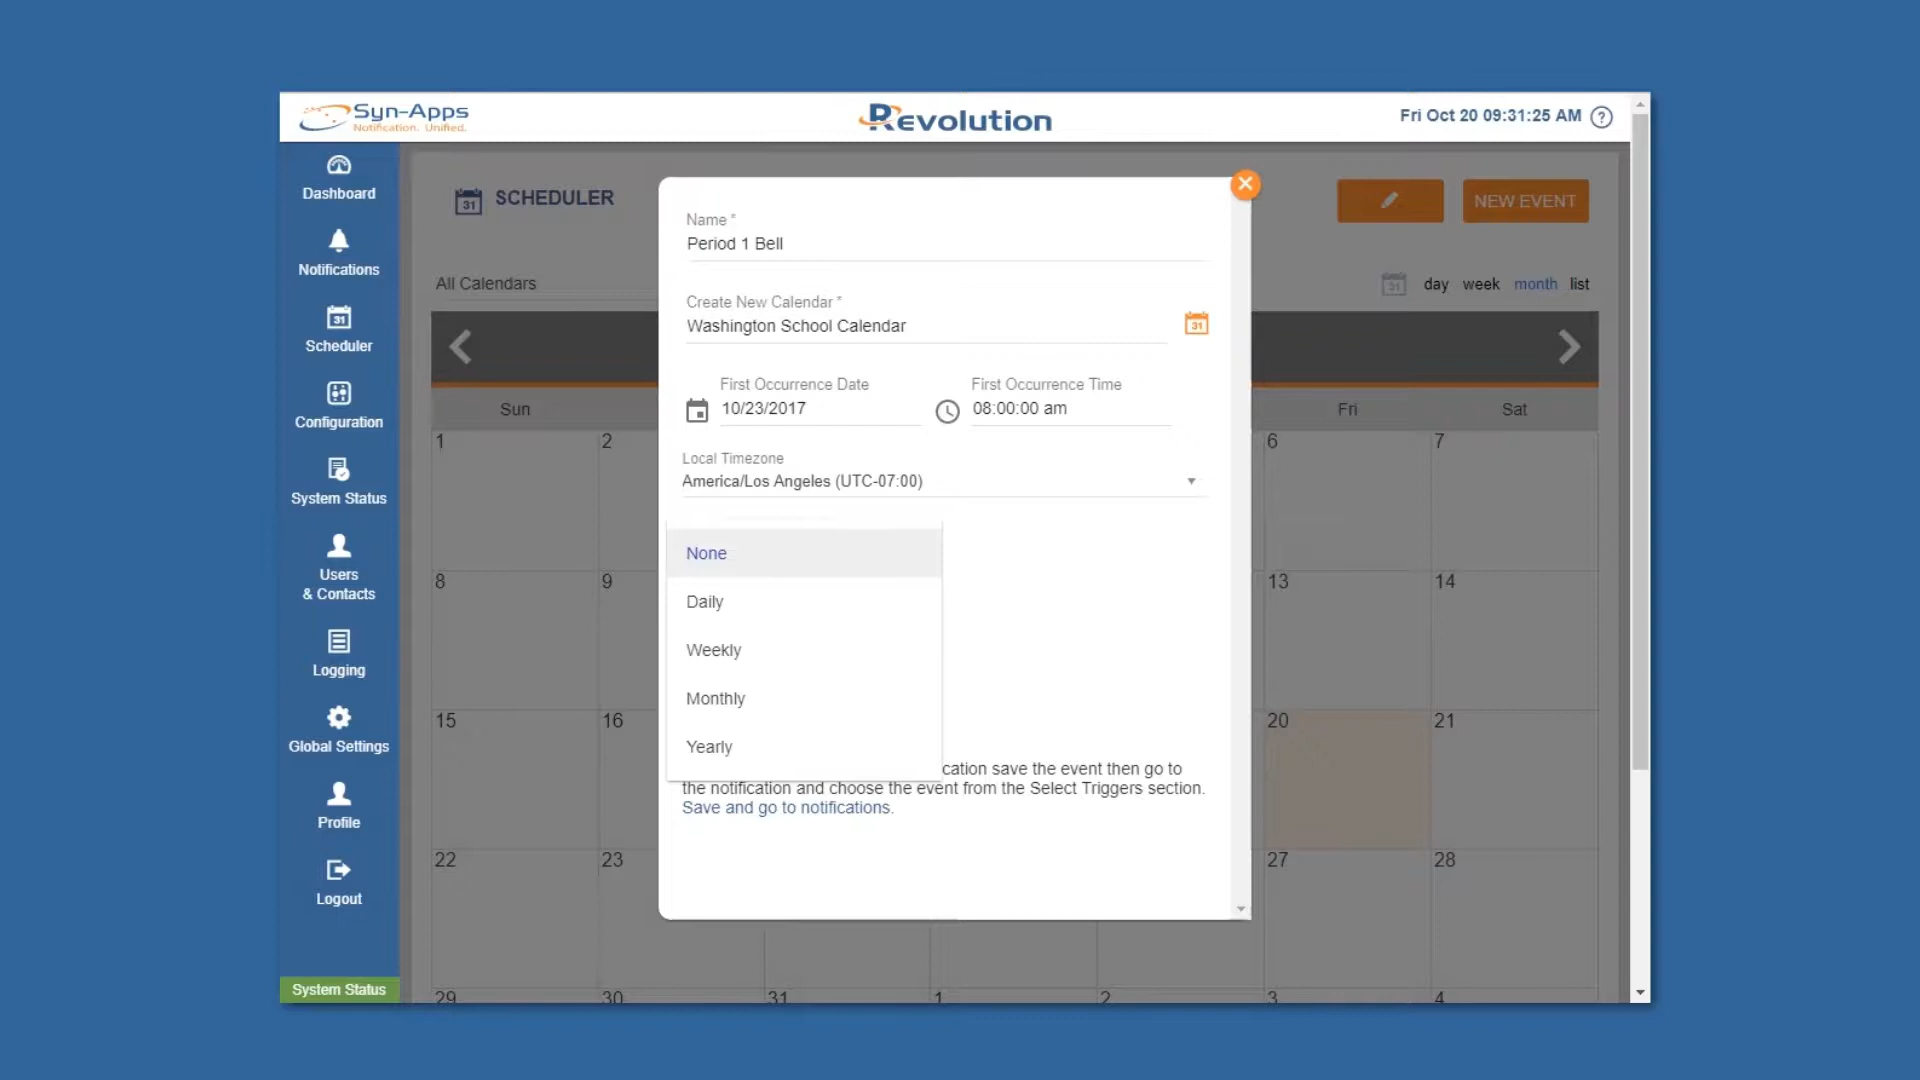 Syn-Apps
Notification. Unified.
Revolution
Fri Oct 20 09:31:25 AM ?
Dashboard
Notifications
31
Scheduler
Configuration
System Status
Users
& Contacts
Logging
Global Settings
Profile
Logout
System Status
31 SCHEDULER
NEW EVENT
All Calendars
31 day week month list
Sun Fri Sat
1 2 6 7
8 9 13 14
15 16 20 21
22 23 27 28
29 30 31 1 2 3 4
Name *
Period 1 Bell
Create New Calendar *
Washington School Calendar
31
First Occurrence Date First Occurrence Time
10/23/2017 08:00:00 am
Local Timezone
America/Los Angeles (UTC-07:00)
None
Daily
Weekly
Monthly
Yearly
cation save the event then go to
the notification and choose the event from the Select Triggers section.
Save and go to notifications.